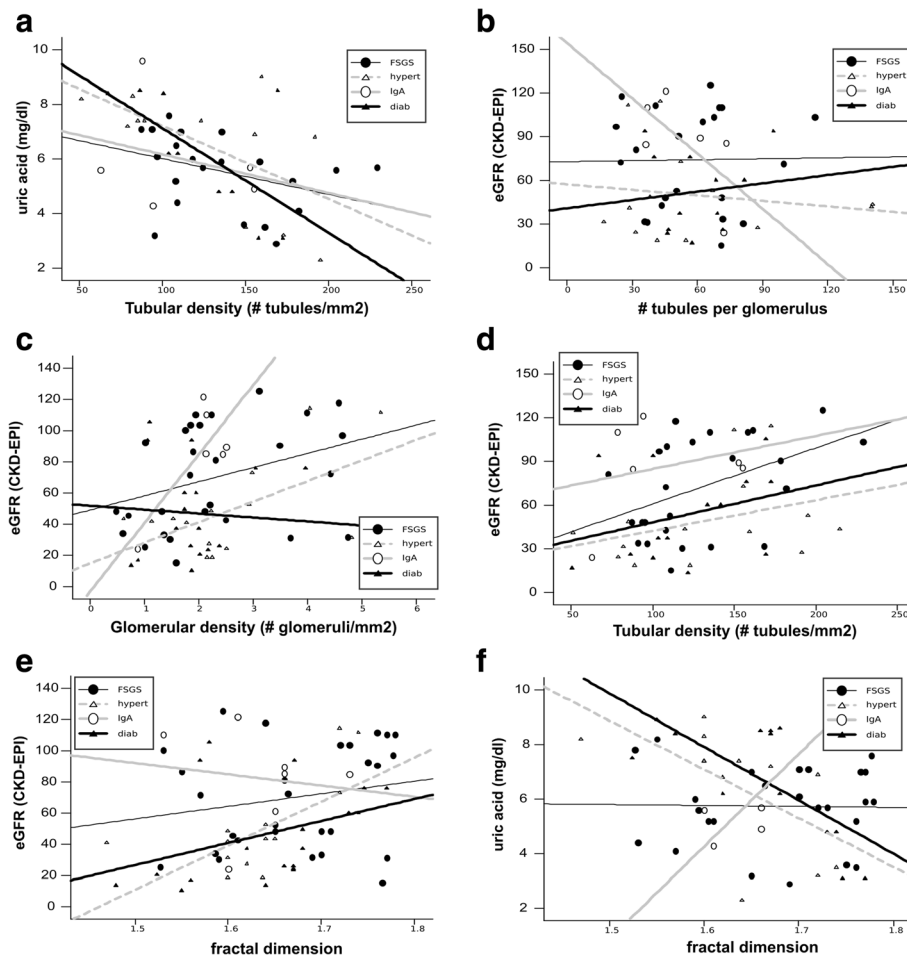 a
uric acid (mg/dl)
10
8
6
4
2
50 100 150 200 250
Tubular density (# tubules/mm2)
FSGS
hypert
IgA
diab
b
eGFR (CKD-EPI)
150
120
90
60
30
0
0 30 60 90 120 150
# tubules per glomerulus
FSGS
hypert
IgA
diab
c
eGFR (CKD-EPI)
140
120
100
80
60
40
20
0
0 1 2 3 4 5 6
Glomerular density (# glomeruli/mm2)
FSGS
hypert
IgA
diab
d
eGFR (CKD-EPI)
150
120
90
60
30
0
50 100 150 200 250
Tubular density (# tubules/mm2)
FSGS
hypert
IgA
diab
e
eGFR (CKD-EPI)
140
120
100
80
60
40
20
0
1.5 1.6 1.7 1.8
fractal dimension
FSGS
hypert
IgA
diab
f
uric acid (mg/dl)
10
8
6
4
2
1.5 1.6 1.7 1.8
fractal dimension
FSGS
hypert
IgA
diab